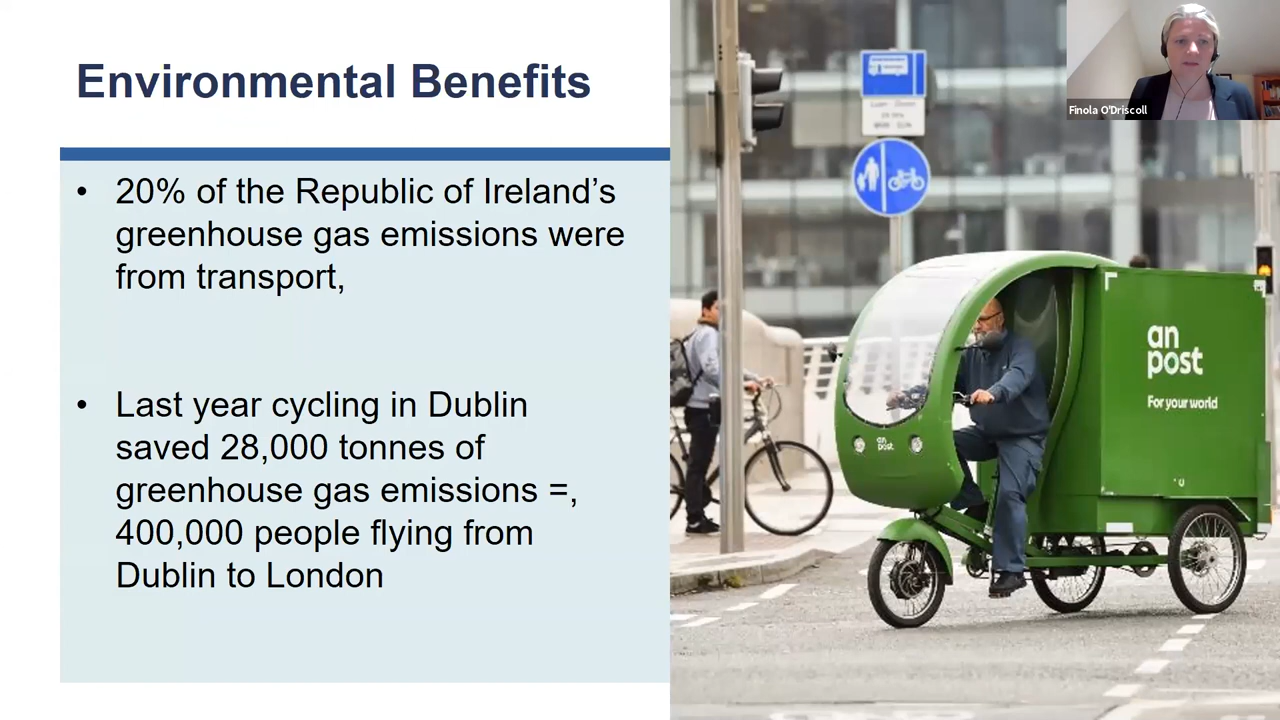 Environmental Benefits
• 20% of the Republic of Ireland’s
greenhouse gas emissions were
from transport,
• Last year cycling in Dublin
saved 28,000 tonnes of
greenhouse gas emissions =,
400,000 people flying from
Dublin to London
Finola O'Driscoll
an
post
For your world
an
post